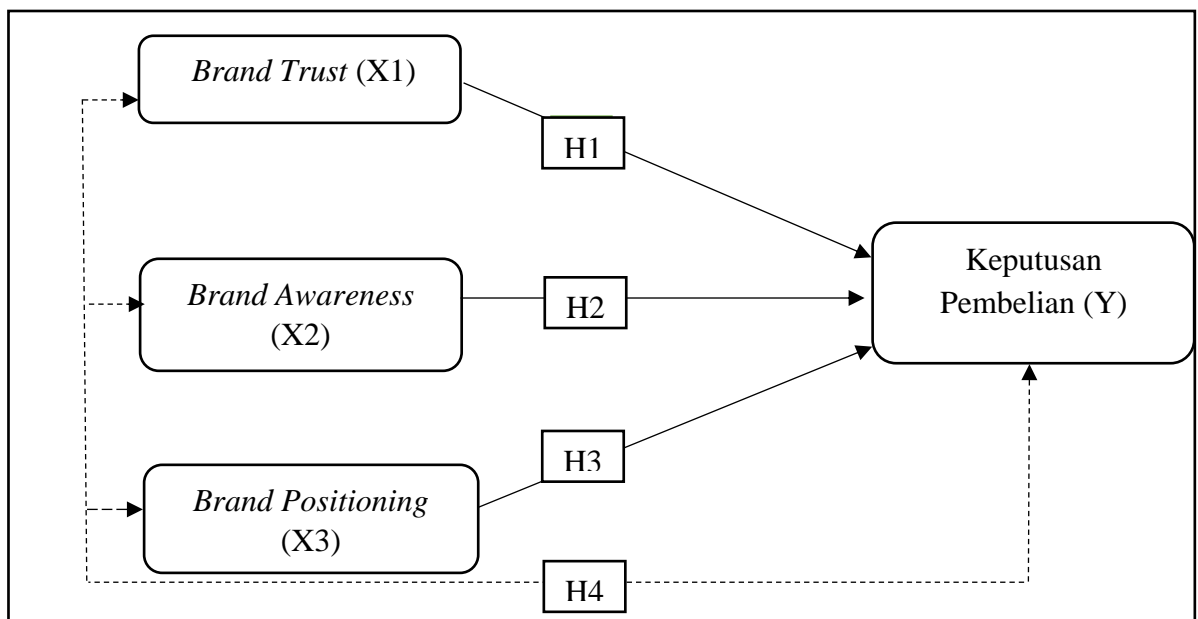 Brand Trust (X1)
H1
Keputusan
Pembelian (Y)
Brand Awareness
(X2)
H2
H3
Brand Positioning
(X3)
H4